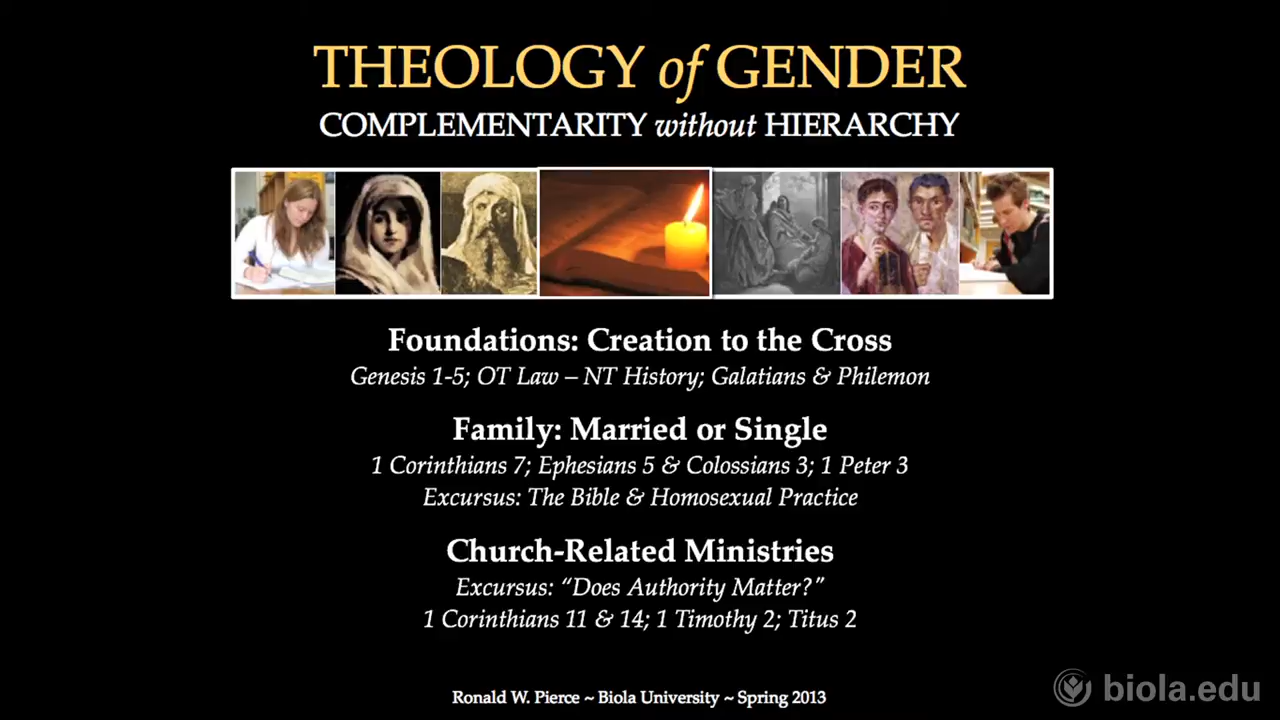 THEOLOGY of GENDER
COMPLEMENTARITY without HIERARCHY
Foundations: Creation to the Cross
Genesis 1-5; OT Law – NT History; Galatians & Philemon
Family: Married or Single
1 Corinthians 7; Ephesians 5 & Colossians 3; 1 Peter 3
Excursus: The Bible & Homosexual Practice
Church-Related Ministries
Excursus: “Does Authority Matter?”
1 Corinthians 11 & 14; 1 Timothy 2; Titus 2
Ronald W. Pierce ~ Biola University ~ Spring 2013
biola.edu